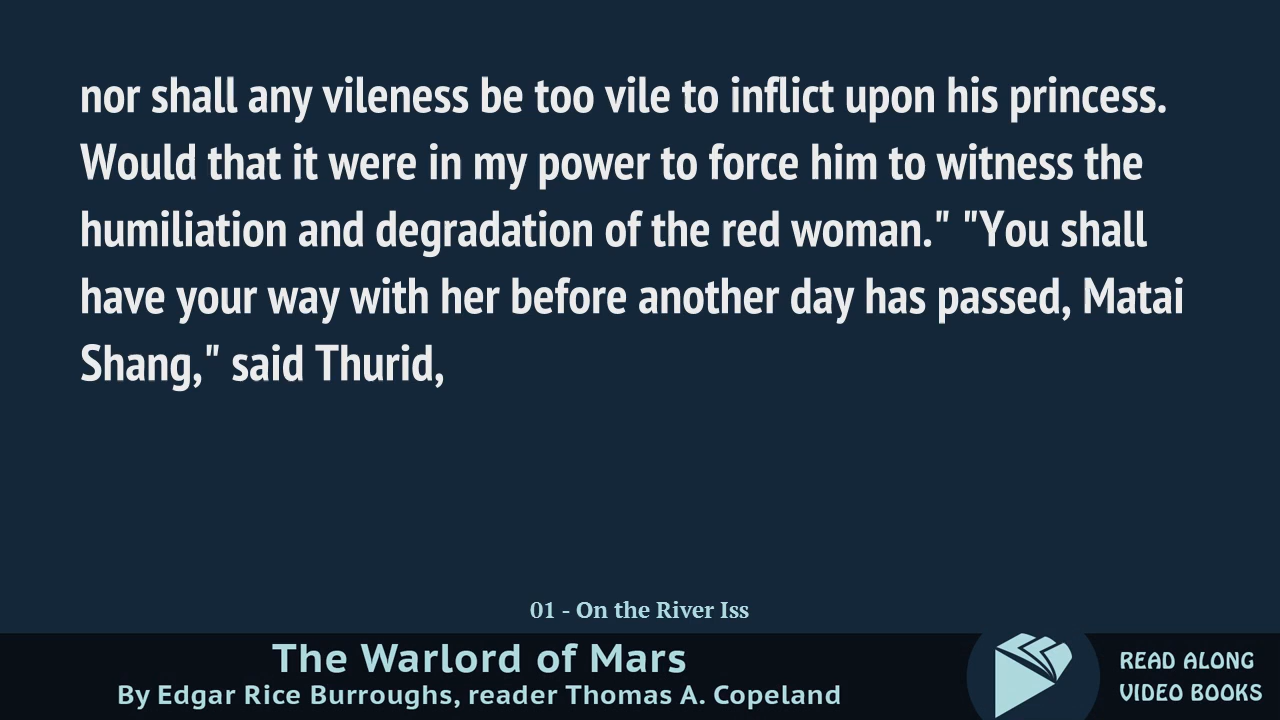 nor shall any vileness be too vile to inflict upon his princess.
Would that it were in my power to force him to witness the
humiliation and degradation of the red woman." "You shall
have your way with her before another day has passed, Matai
Shang," said Thurid,
01 - On the River Iss
The Warlord of Mars
By Edgar Rice Burroughs, reader Thomas A. Copeland
READ ALONG
VIDEO BOOKS